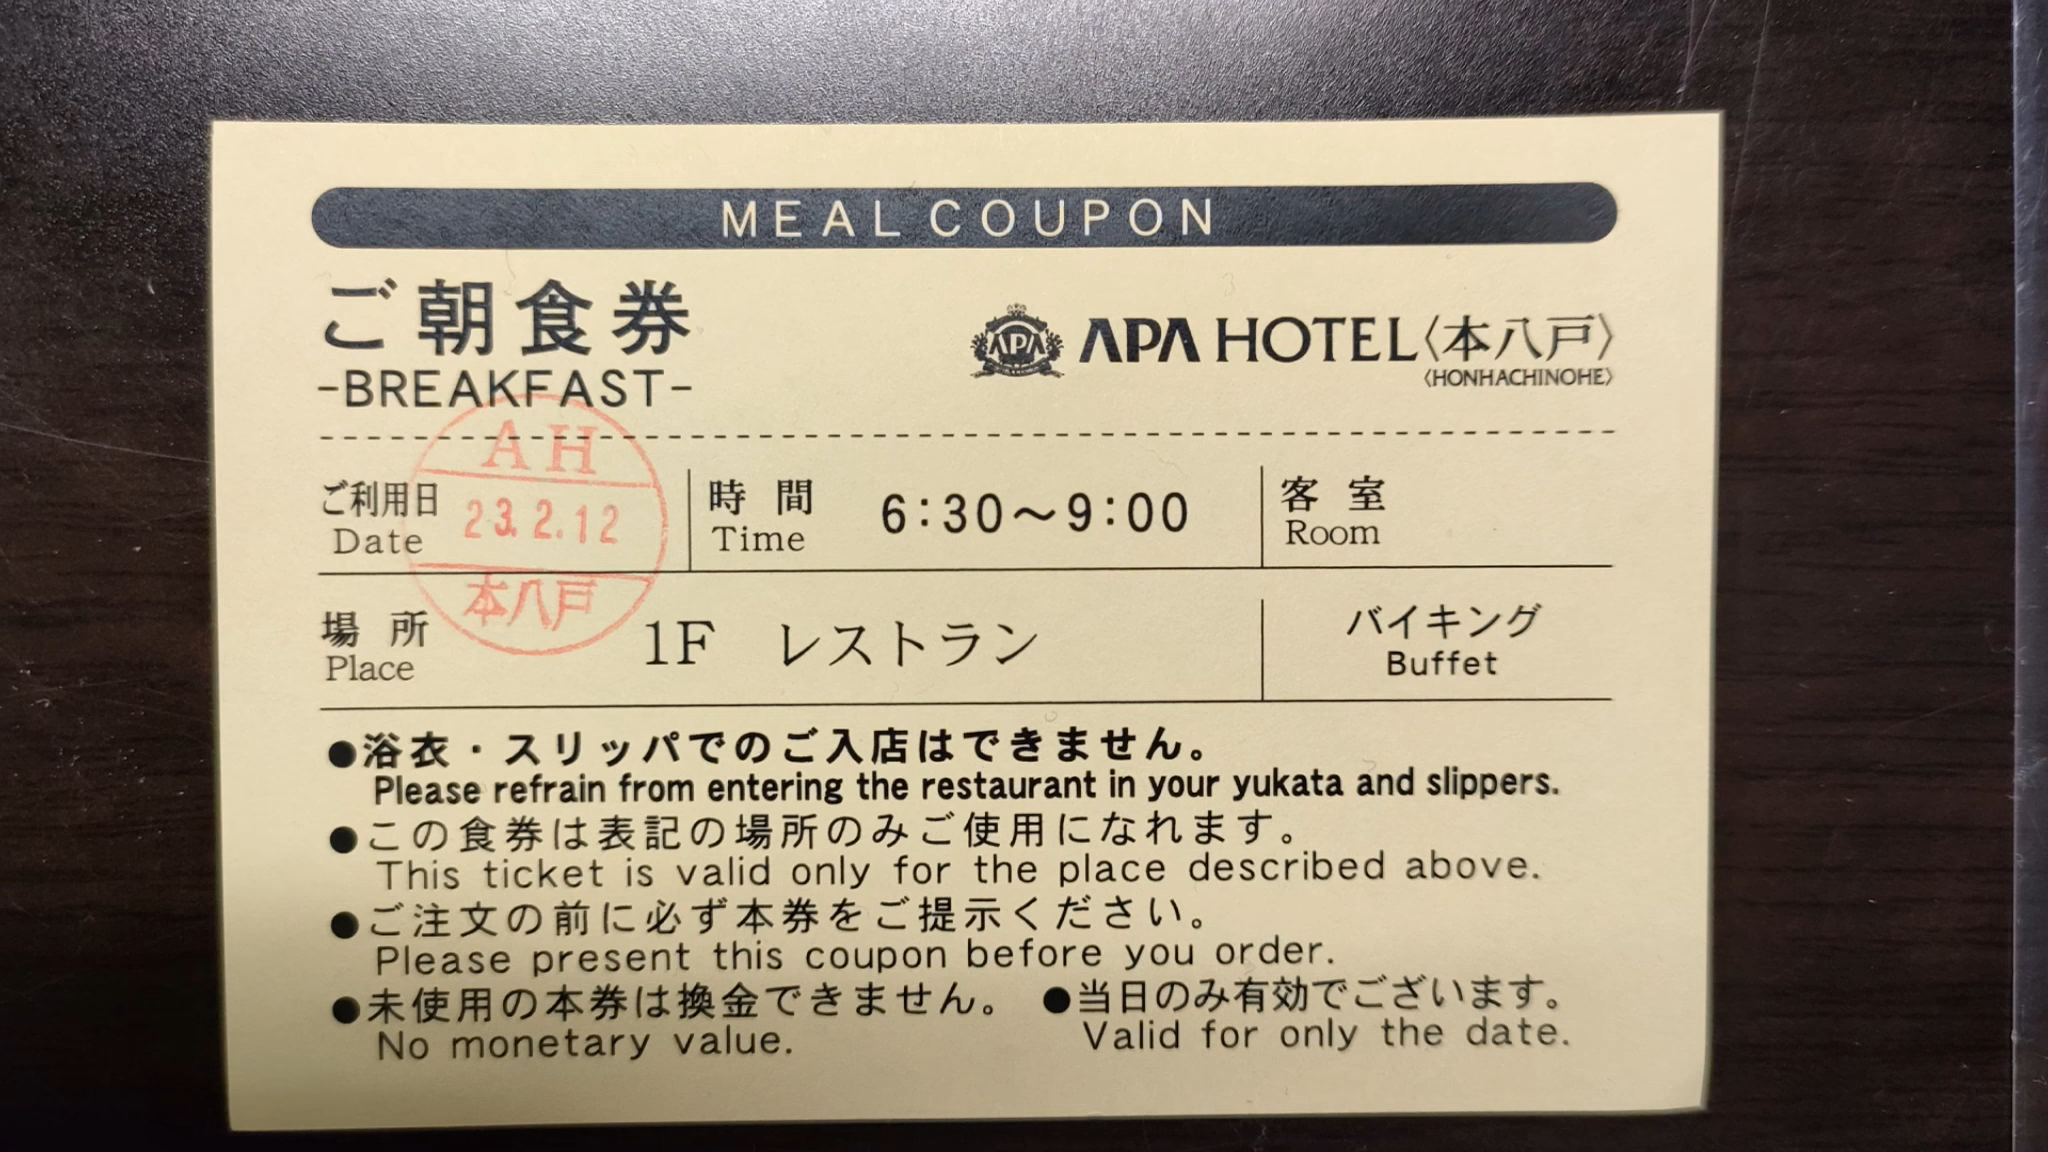 MEAL COUPON
ご朝食券
-BREAKFAST-
APA
APA HOTEL〈本八戸〉
〈HONHACHINOHE〉
AH
23.2.12
本八戸
ご利用日
Date
時間
Time
6:30～9:00
客室
Room
場所
Place
1F レストラン
バイキング
Buffet
●浴衣・スリッパでのご入店はできません。
Please refrain from entering the restaurant in your yukata and slippers.
●この食券は表記の場所のみご使用になれます。
This ticket is valid only for the place described above.
●ご注文の前に必ず本券をご提示ください。
Please present this coupon before you order.
●未使用の本券は換金できません。 ●当日のみ有効でございます。
No monetary value. Valid for only the date.